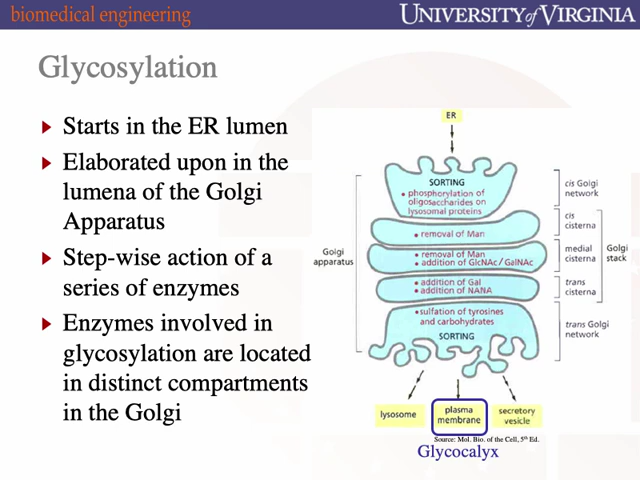 biomedical engineering
UNIVERSITY of VIRGINIA
Glycosylation
Starts in the ER lumen
Elaborated upon in the
lumena of the Golgi
Apparatus
Step-wise action of a
series of enzymes
Enzymes involved in
glycosylation are located
in distinct compartments
in the Golgi
ER
SORTING
• phosphorylation of
oligosaccharides on
lysosomal proteins
• removal of Man
• removal of Man
• addition of GlcNAc/GalNAc
• addition of Gal
• addition of NANA
• sulfation of tyrosines
and carbohydrates
SORTING
Golgi
apparatus
cis Golgi
network
cis
cisterna
medial
cisterna
trans
cisterna
Golgi
stack
trans Golgi
network
lysosome
plasma
membrane
secretory
vesicle
Source: Mol. Bio. of the Cell, 5th Ed.
Glycocalyx